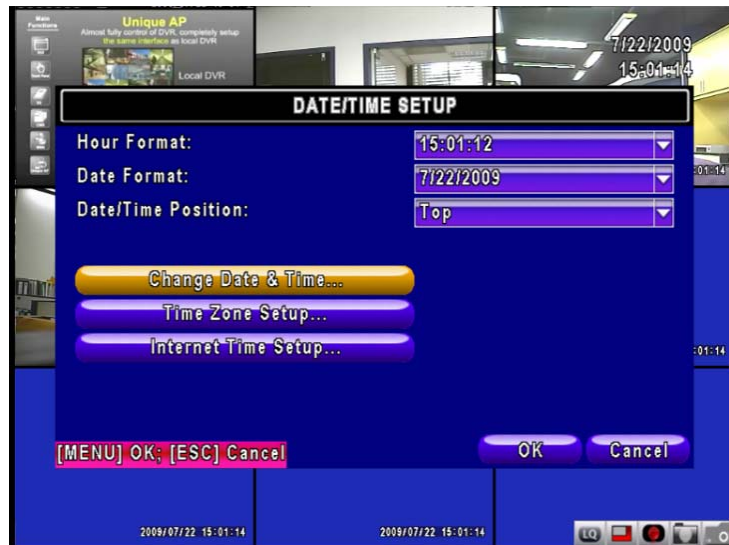 Main
Functions
Unique AP
Almost fully control of DVR, completely setup
the same interface as local DVR
Local DVR
7/22/2009
15:01:14
DATE/TIME SETUP
Hour Format:
15:01:12
Date Format:
7/22/2009
:01:14
Date/Time Position:
Top
Change Date & Time...
Time Zone Setup...
Internet Time Setup...
:01:14
[MENU] OK; [ESC] Cancel
OK
Cancel
2009/07/22 15:01:14
2009/07/22 15:01:14
LQ